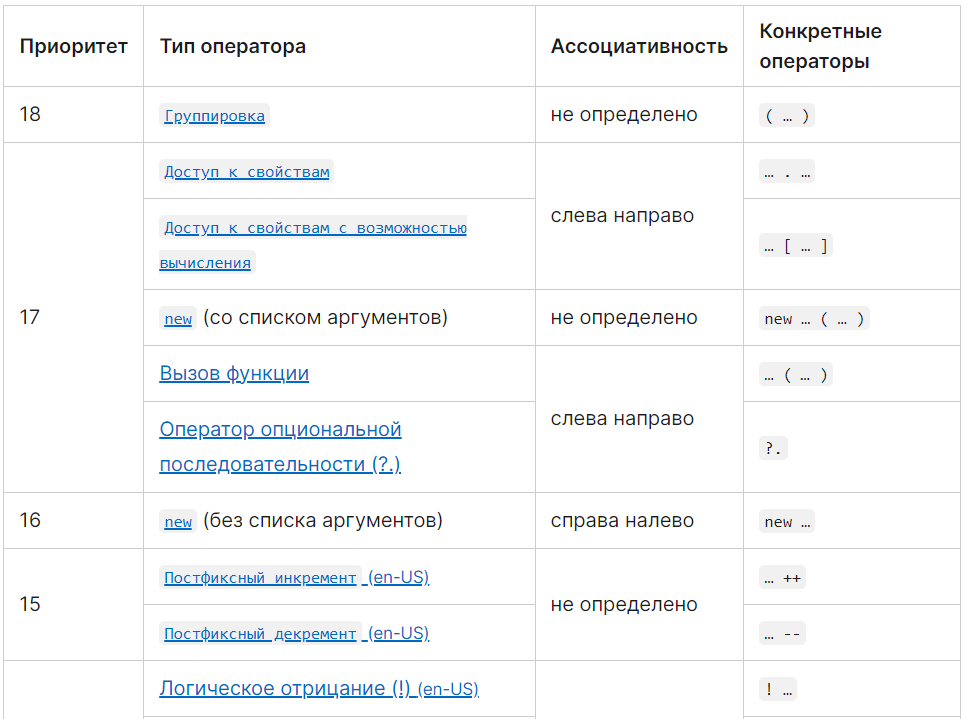 Приоритет Тип оператора Ассоциативность Конкретные
операторы
18 Группировка не определено ( … )
17 Доступ к свойствам слева направо … . …
Доступ к свойствам с возможностью
вычисления … [ … ]
new (со списком аргументов) не определено new … ( … )
Вызов функции слева направо … ( … )
Оператор опциональной
последовательности (?.) ?.
16 new (без списка аргументов) справа налево new …
15 Постфиксный инкремент (en-US) не определено … ++
Постфиксный декремент (en-US) … --
Логическое отрицание (!) (en-US) ! …